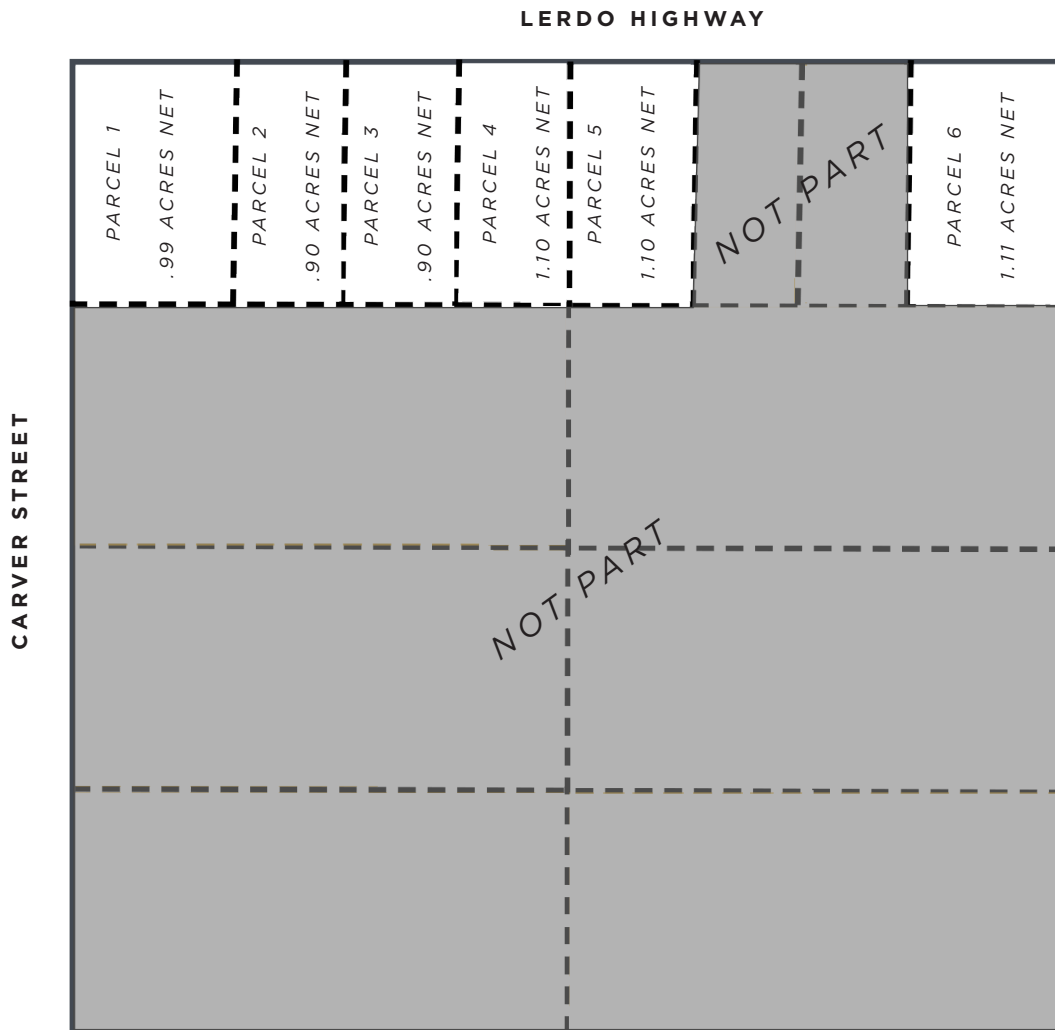 LERDO HIGHWAY
PARCEL 1
.99 ACRES NET
PARCEL 2
.90 ACRES NET
PARCEL 3
.90 ACRES NET
PARCEL 4
1.10 ACRES NET
PARCEL 5
1.10 ACRES NET
NOT PART
PARCEL 6
1.11 ACRES NET
CARVER STREET
NOT PART